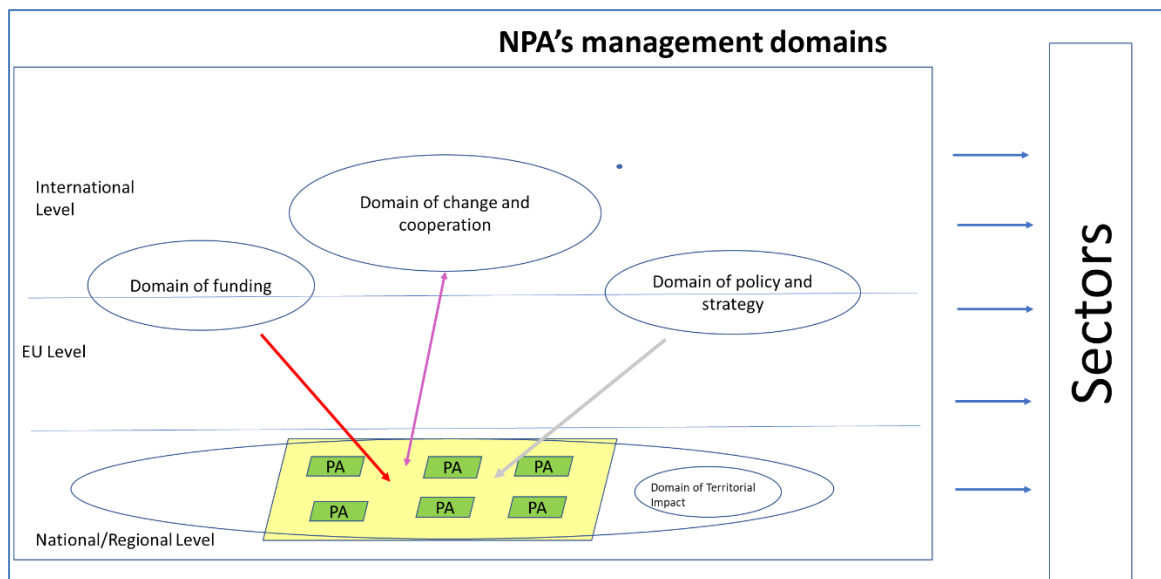 NPA's management domains
International
Level
Domain of change and
cooperation
Domain of funding
Domain of policy and
strategy
EU Level
PA
PA
PA
PA
PA
PA
Domain of Territorial
Impact
National/Regional Level
Sectors